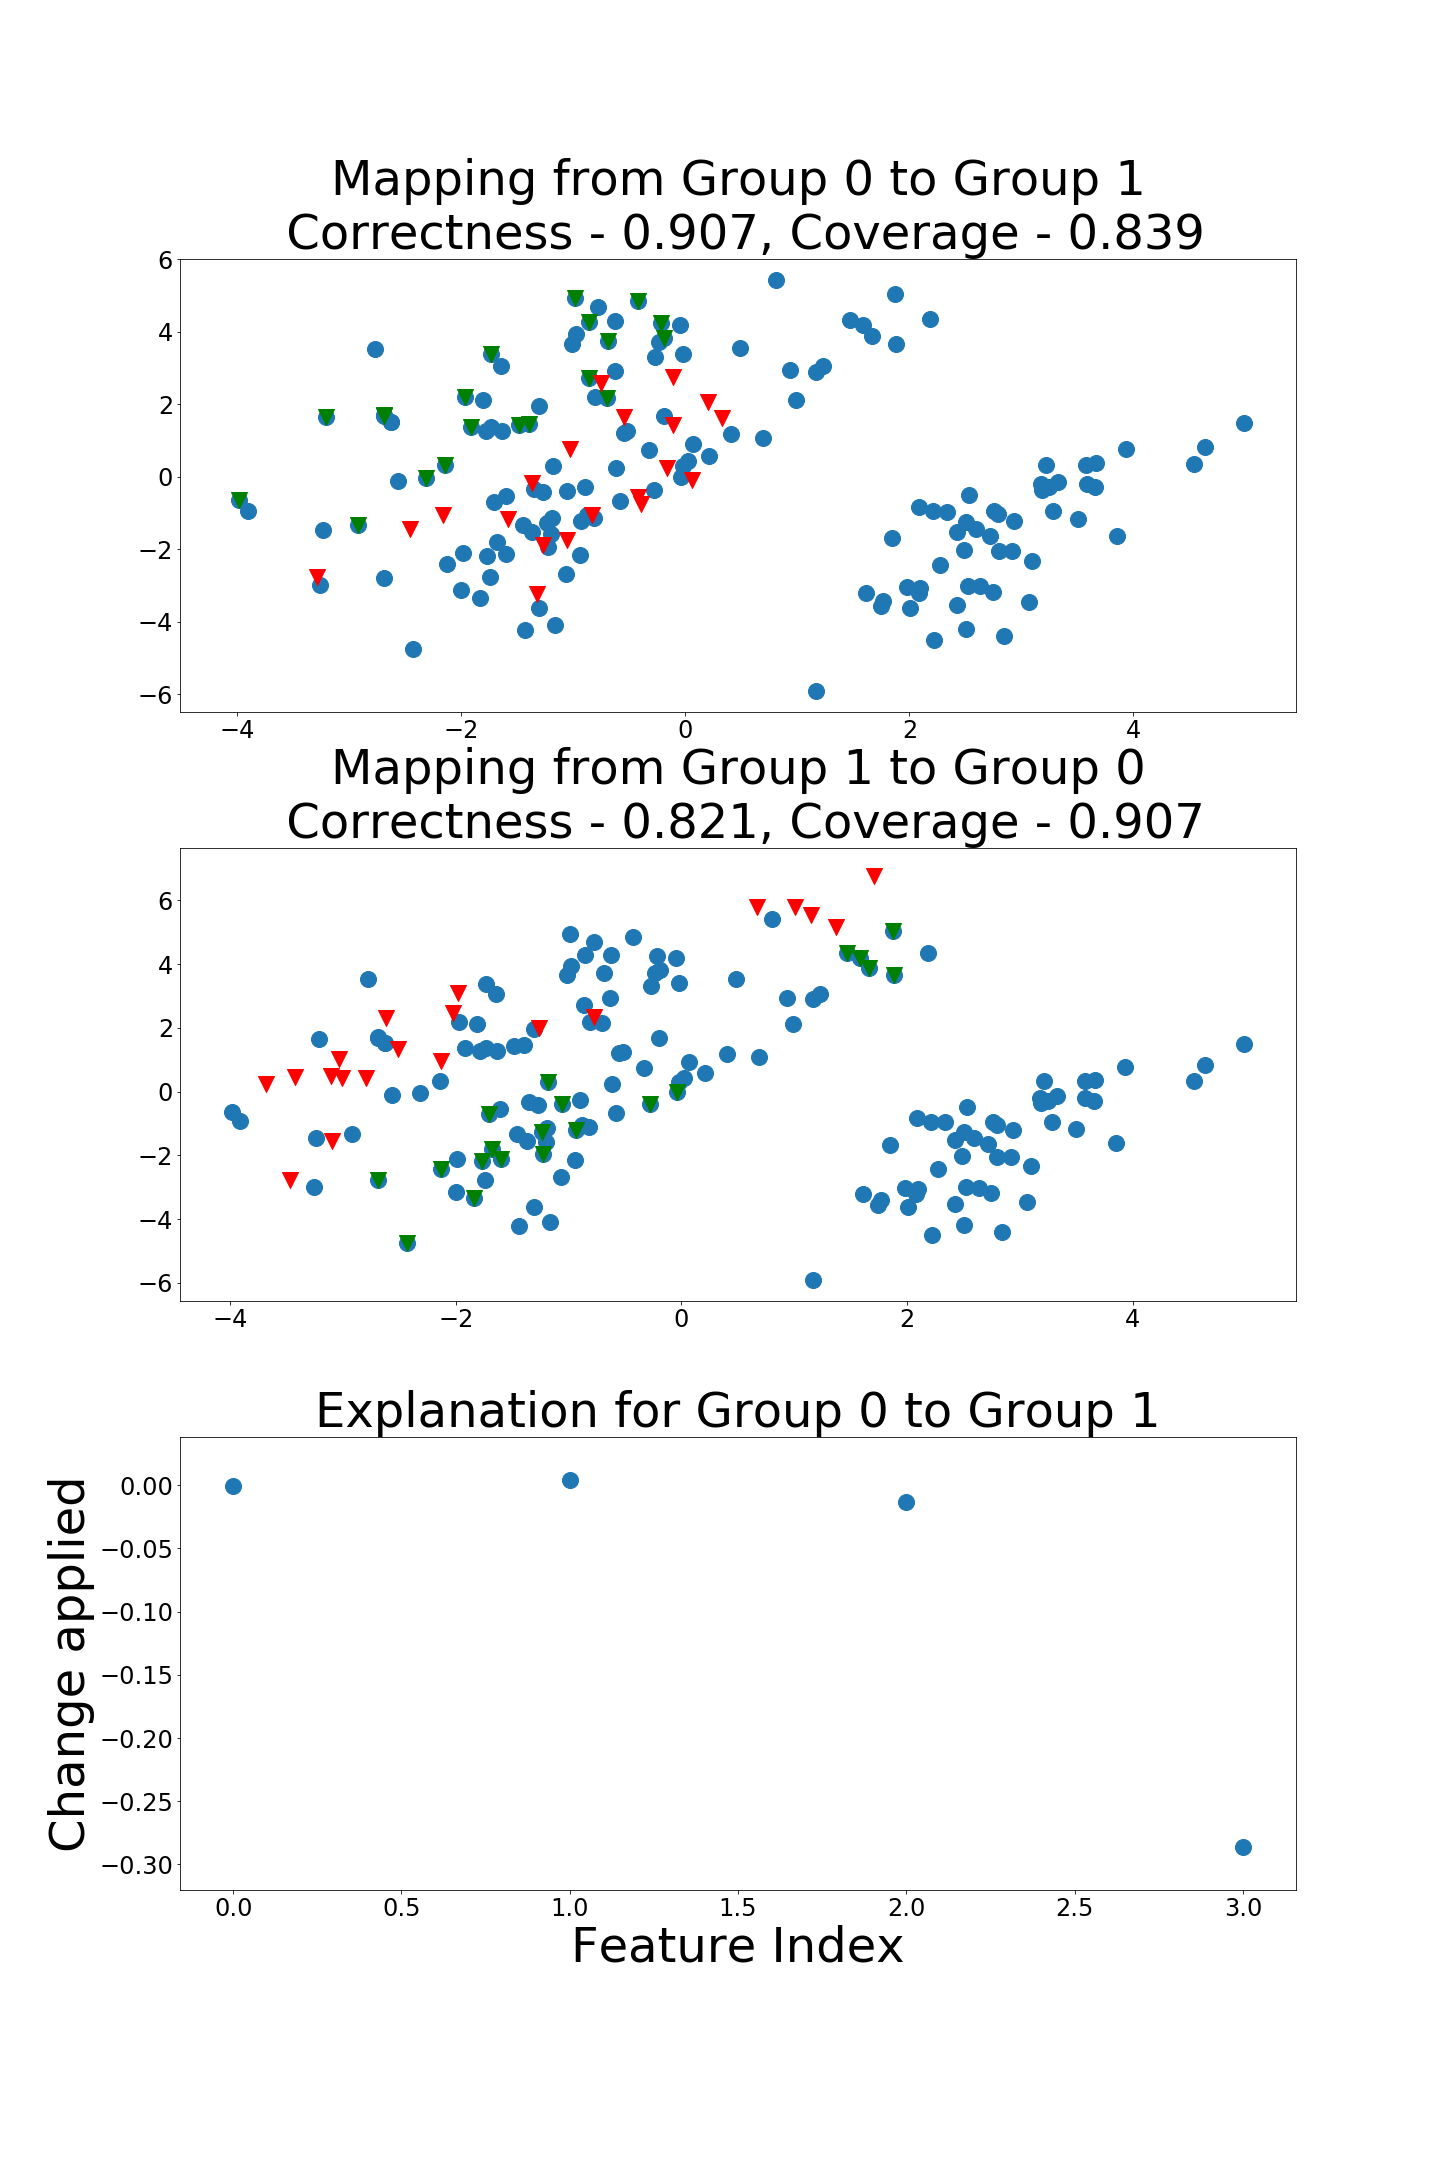 Mapping from Group 0 to Group 1
Correctness - 0.907, Coverage - 0.839
6
4
2
0
−2
−4
−6
−4 −2 0 2 4
Mapping from Group 1 to Group 0
Correctness - 0.821, Coverage - 0.907
6
4
2
0
−2
−4
−6
−4 −2 0 2 4
Explanation for Group 0 to Group 1
Change applied
0.00
−0.05
−0.10
−0.15
−0.20
−0.25
−0.30
0.0 0.5 1.0 1.5 2.0 2.5 3.0
Feature Index